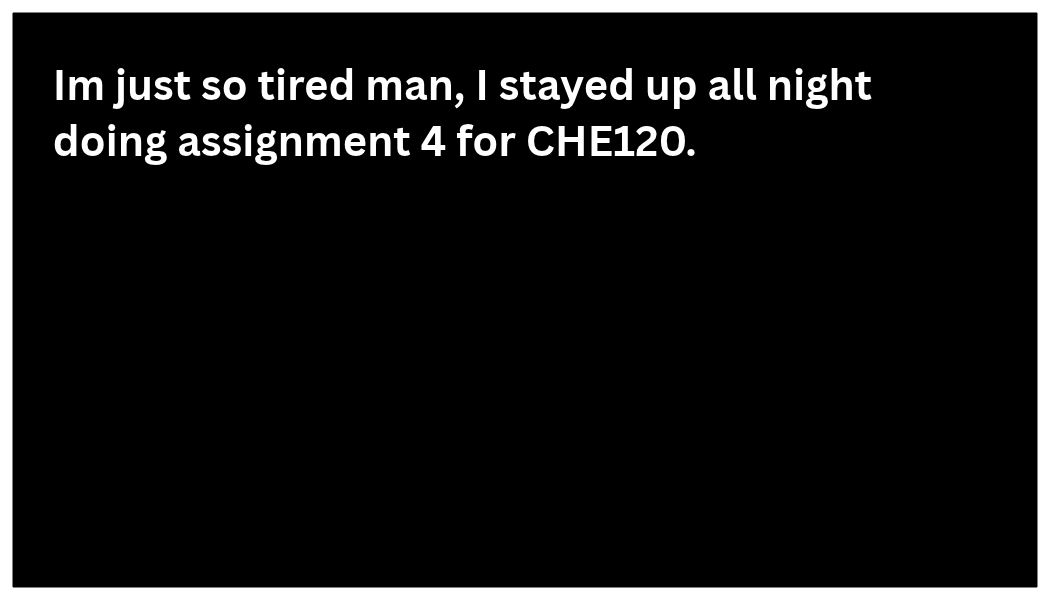 Im just so tired man, I stayed up all night
doing assignment 4 for CHE120.